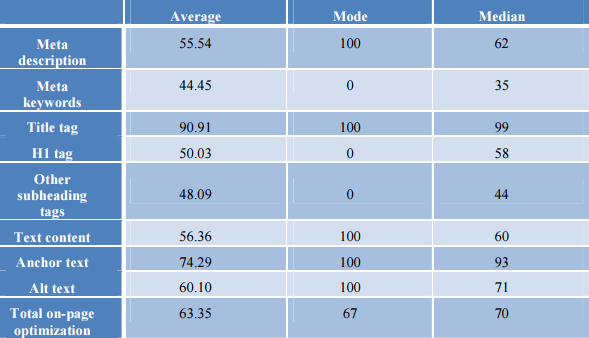 Average Mode Median
Meta 55.54 100 62
description
Meta 44.45 0 35
keywords
Title tag 90.91 100 99
H1 tag 50.03 0 58
Other
subheading 48.09 0 44
tags
Text content 56.36 100 60
Anchor text 74.29 100 93
Alt text 60.10 100 71
Total on-page 63.35 67 70
optimization